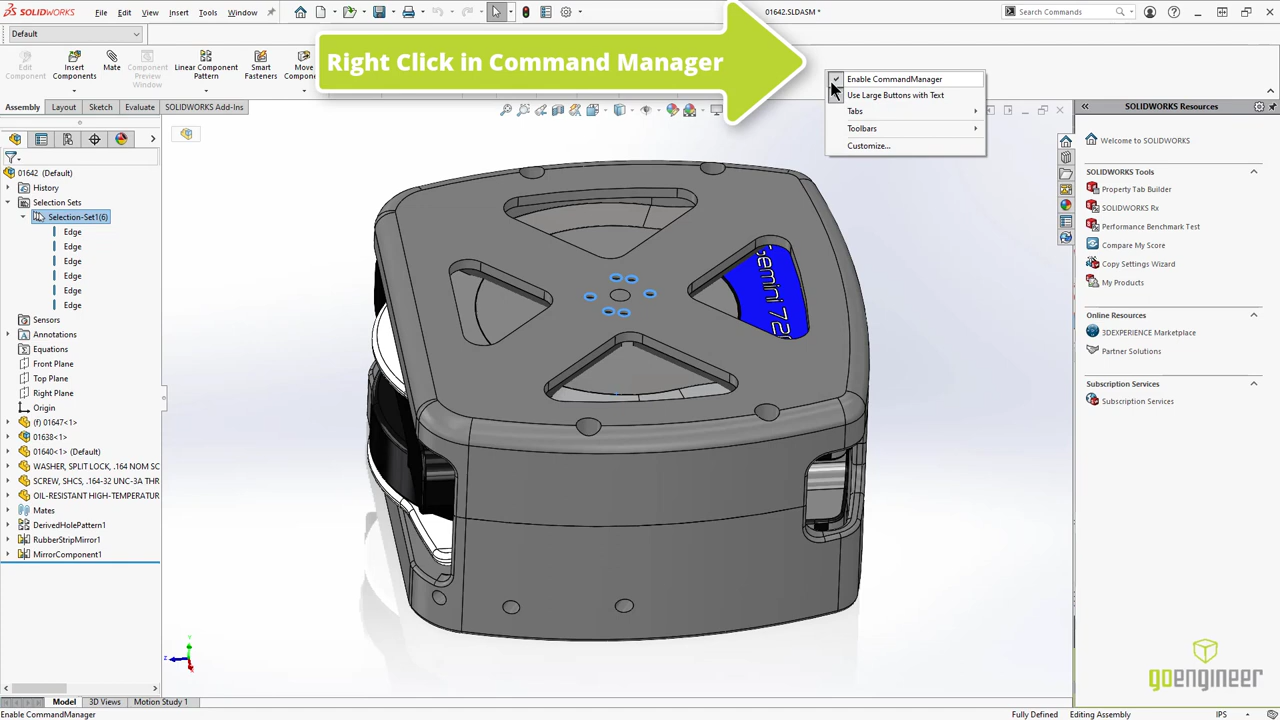 SOLIDWORKS File Edit View Insert Tools Window 01642.SLDASM * Search Commands
Default
Edit Component
Insert Components
Mate
Component Preview Window
Linear Component Pattern
Smart Fasteners
Move Compon
Right Click in Command Manager
Enable CommandManager
Use Large Buttons with Text
Tabs
Toolbars
Customize...
Assembly Layout Sketch Evaluate SOLIDWORKS Add-Ins
01642 (Default)
History
Selection Sets
Selection-Set1(6)
Edge
Edge
Edge
Edge
Edge
Edge
Sensors
Annotations
Equations
Front Plane
Top Plane
Right Plane
Origin
(f) 01647<1>
01638<1>
01640<1> (Default)
WASHER, SPLIT LOCK, .164 NOM SC
SCREW, SHCS, .164-32 UNC-3A THR
OIL-RESISTANT HIGH-TEMPERATUR
Mates
DerivedHolePattern1
RubberStripMirror1
MirrorComponent1
Gemini 72
y
z
SOLIDWORKS Resources
Welcome to SOLIDWORKS
SOLIDWORKS Tools
Property Tab Builder
SOLIDWORKS Rx
Performance Benchmark Test
Compare My Score
Copy Settings Wizard
My Products
Online Resources
3DEXPERIENCE Marketplace
Partner Solutions
Subscription Services
Subscription Services
goengineer
Model 3D Views Motion Study 1
Enable CommandManager Fully Defined Editing Assembly IPS